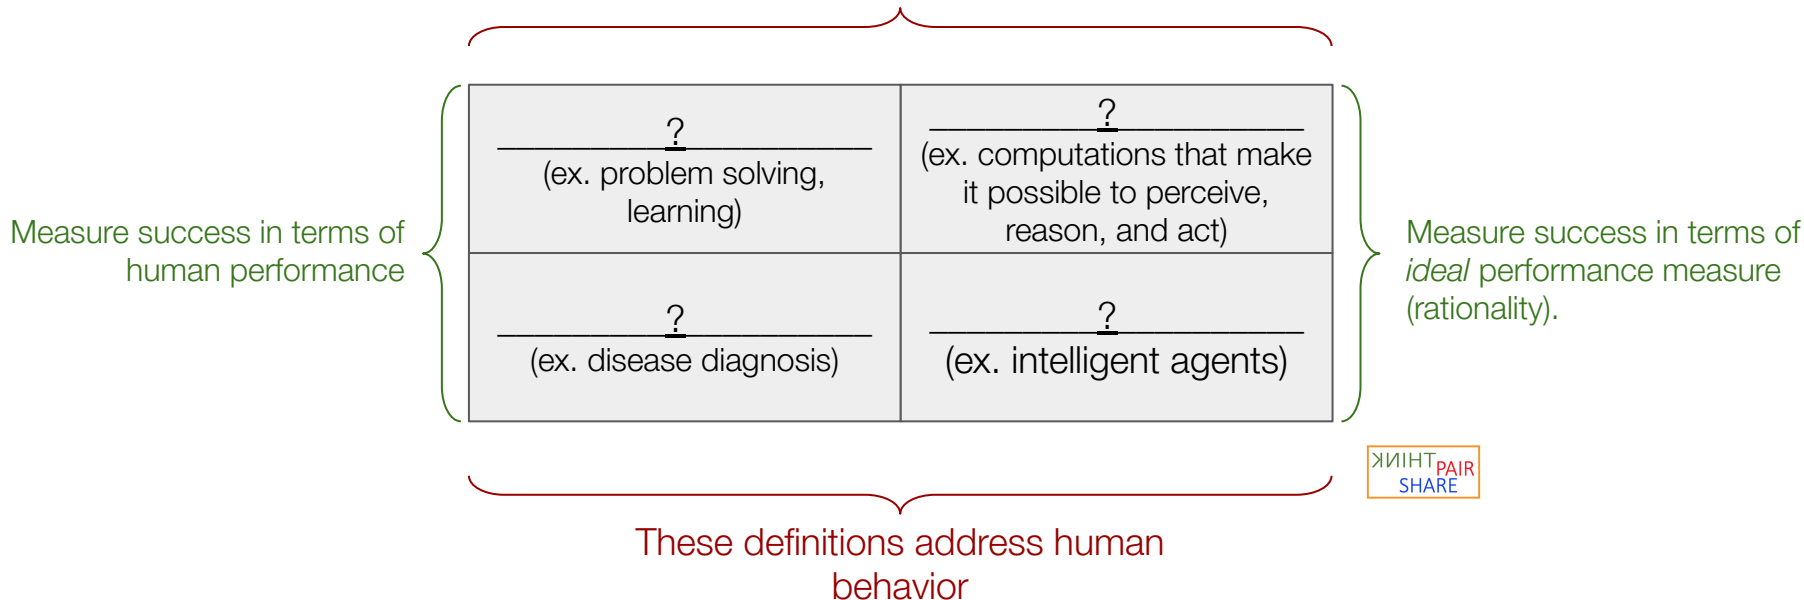 ?
(ex. problem solving,
learning)
?
(ex. computations that make
it possible to perceive,
reason, and act)
Measure success in terms of
human performance
Measure success in terms of
ideal performance measure
(rationality).
?
(ex. disease diagnosis)
?
(ex. intelligent agents)
THINK
PAIR
SHARE
These definitions address human
behavior